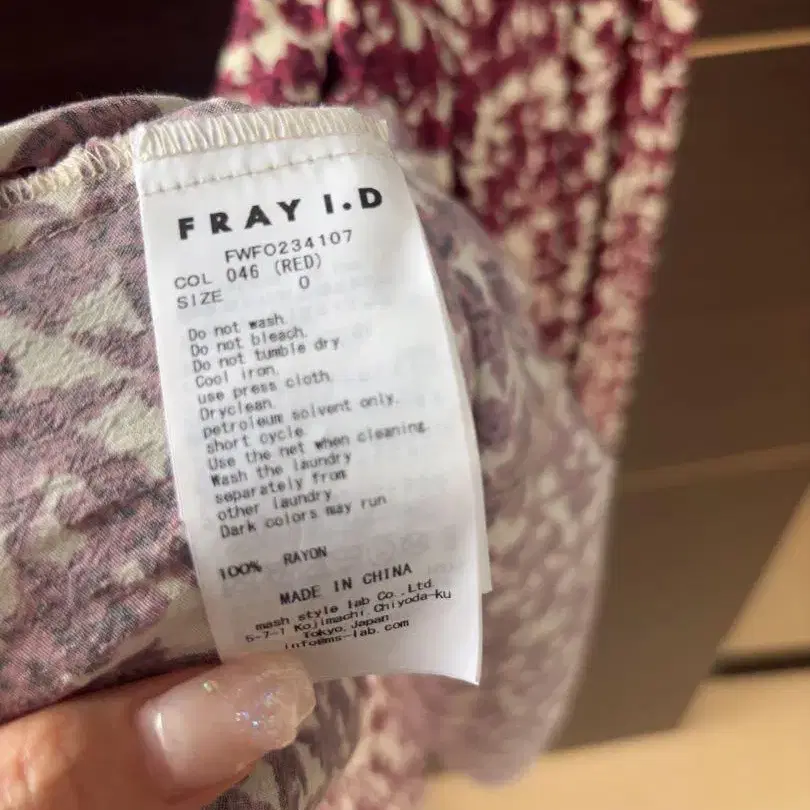 FRAY I.D
FWFO234107
COL 046 (RED)
SIZE 0
Do not wash.
Do not bleach.
Do not tumble dry
Cool iron.
use press cloth.
Dryclean.
petroleum solvent only.
short cycle.
Use the net when cleaning.
Wash the laundry
separately from
other laundry.
Dark colors may run
100% RAYON
MADE IN CHINA
mash style lab Co., Ltd.
5-7-1 Kojimachi, Chiyoda-ku
Tokyo, Japan
info@ms-lab.com